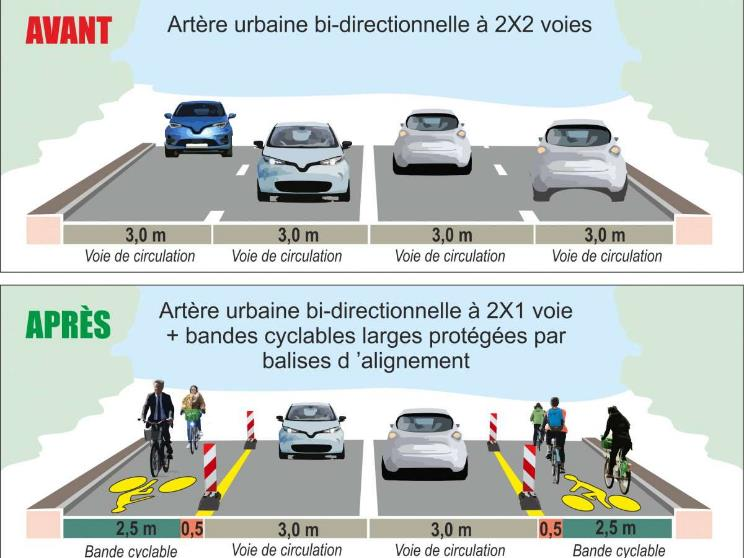 AVANT
Artère urbaine bi-directionnelle à 2X2 voies
3,0 m 3,0 m 3,0 m 3,0 m
Voie de circulation Voie de circulation Voie de circulation Voie de circulation
APRÈS
Artère urbaine bi-directionnelle à 2X1 voie
+ bandes cyclables larges protégées par
balises d 'alignement
2,5 m 0,5 3,0 m 3,0 m 0,5 2,5 m
Bande cyclable Voie de circulation Voie de circulation Bande cyclable